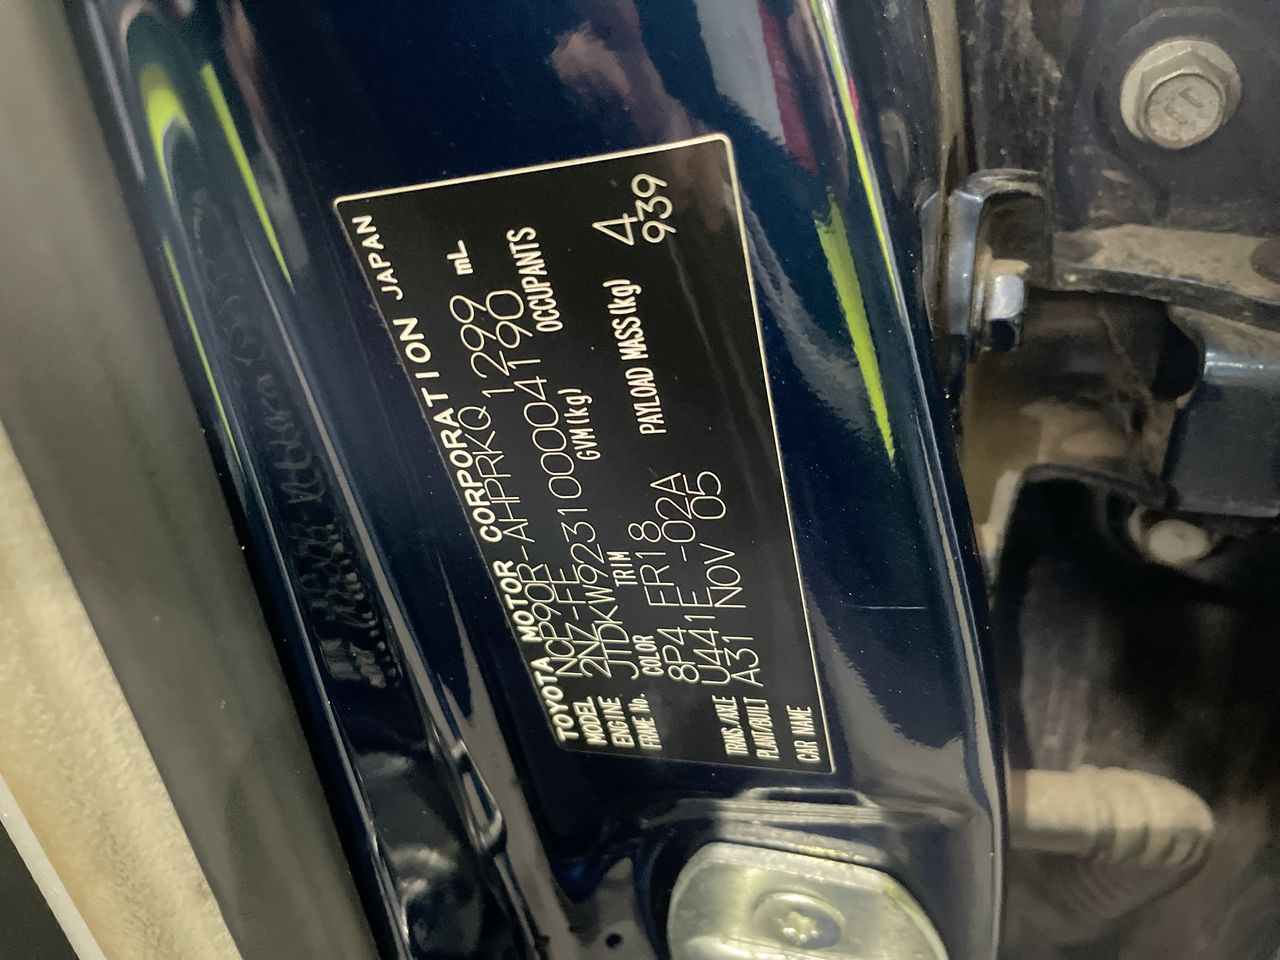 TOYOTA MOTOR CORPORATION JAPAN
MODEL NCP90R-AHPRKQ
ENGINE 2NZ-FE 1299 mL
FRAME No. JTDKW923100004190
COLOR TRIM GVM(kg) OCCUPANTS 4
8P4 FR18 PAYLOAD MASS(kg) 939
TRANS./AXLE U441E -02A
PLANT/BUILT A31 NOV 05
CAR NAME